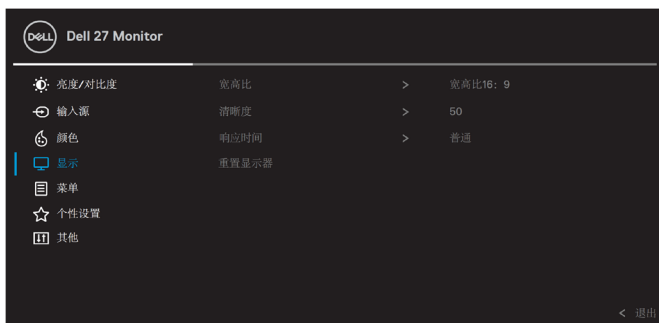 DELL Dell 27 Monitor
亮度/对比度 宽高比 > 宽高比16：9
输入源 清晰度 > 50
颜色 响应时间 > 普通
显示 重置显示器
菜单
个性设置
其他
< 退出